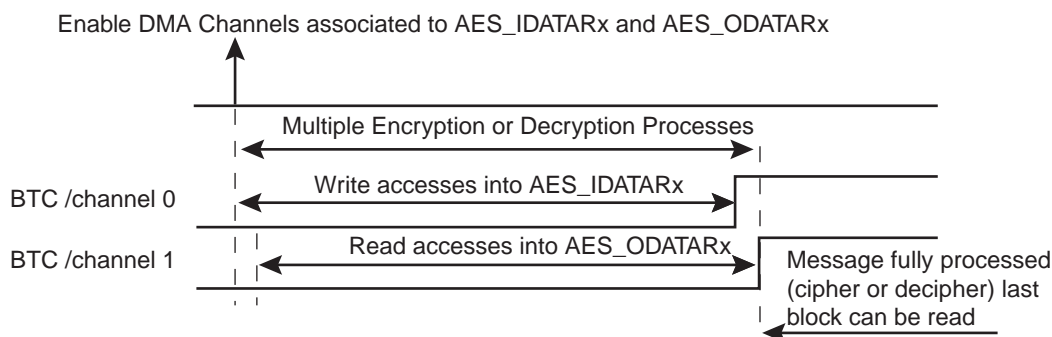 Enable DMA Channels associated to AES_IDATARx and AES_ODATARx
Multiple Encryption or Decryption Processes
BTC /channel 0
Write accesses into AES_IDATARx
BTC /channel 1
Read accesses into AES_ODATARx
Message fully processed
(cipher or decipher) last
block can be read